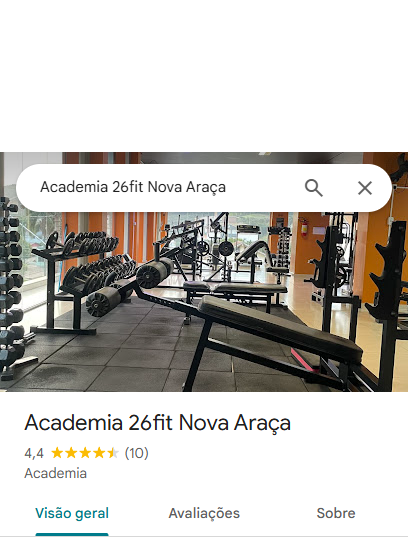 Academia 26fit Nova Araça
Academia 26fit Nova Araça
4,4 (10)
Academia
Visão geral Avaliações Sobre